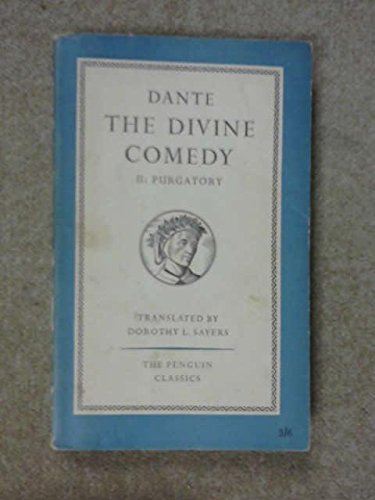 DANTE
THE DIVINE
COMEDY
II: PURGATORY
TRANSLATED BY
DOROTHY L. SAYERS
THE PENGUIN
CLASSICS
3/6